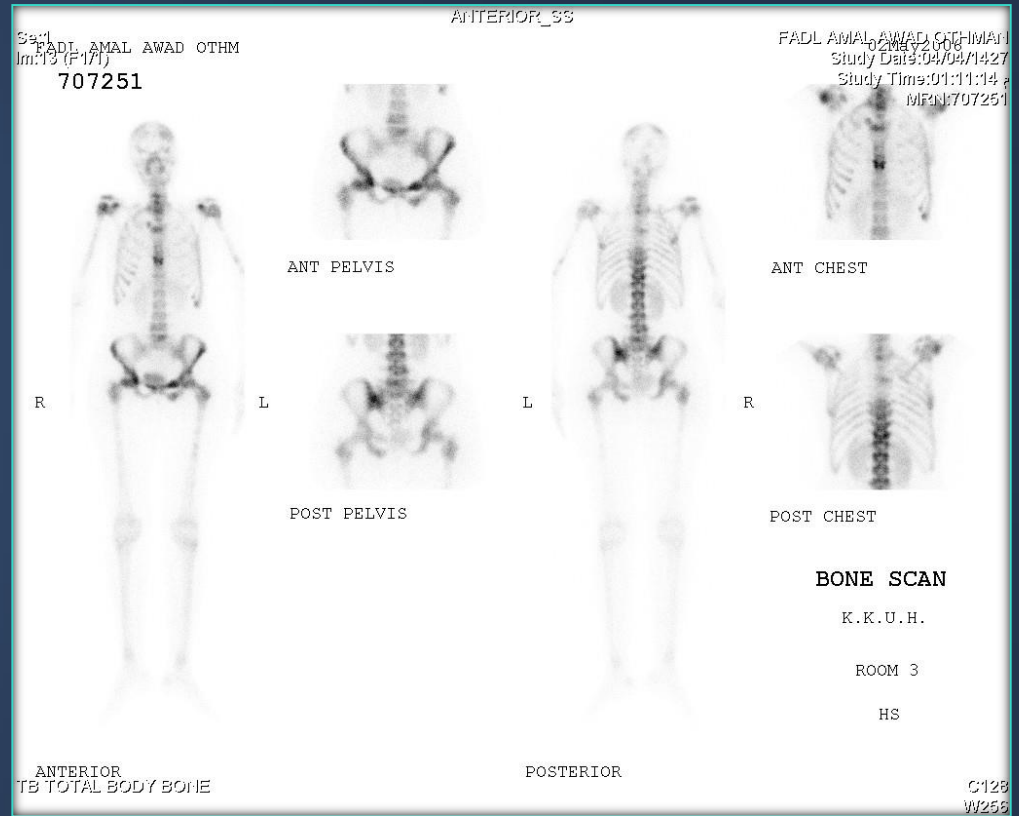 ANTERIOR_SS
Se:1
FADL AMAL AWAD OTHM
Im:13 (F1/1)
707251
FADL AMAL AWAD OTHMAN
02May2006
Study Date:04/04/1427
Study Time:01:11:14
MRN:707251
ANT PELVIS
ANT CHEST
R
L
L
R
POST PELVIS
POST CHEST
BONE SCAN
K.K.U.H.
ROOM 3
HS
ANTERIOR
POSTERIOR
TB TOTAL BODY BONE
C128
W256